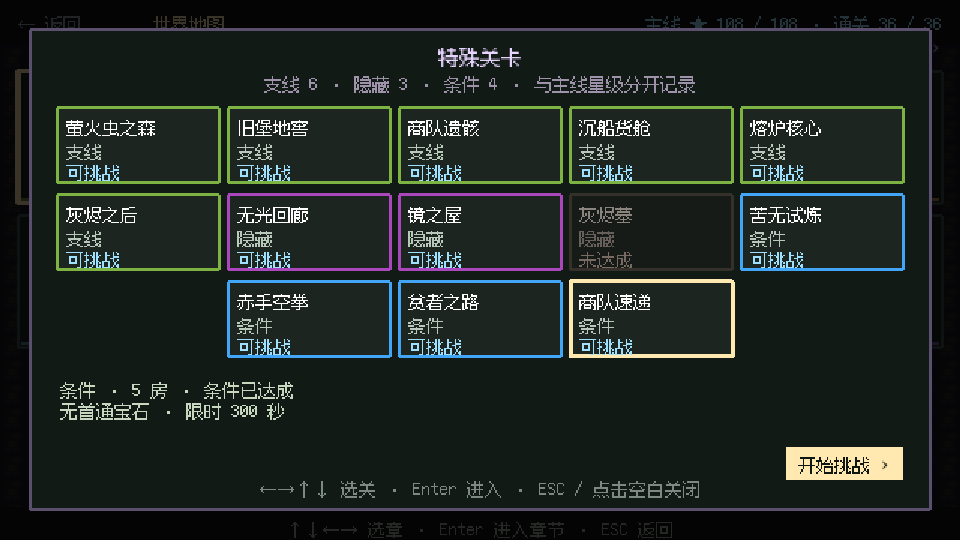 ← 返回 世界地图 主线 ★ 108 / 108 · 通关 36 / 36
特殊关卡
支线 6 · 隐藏 3 · 条件 4 · 与主线星级分开记录
萤火虫之森 旧堡地窖 商队遗骸 沉船货舱 熔炉核心
支线 支线 支线 支线 支线
可挑战 可挑战 可挑战 可挑战 可挑战
灰烬之后 无光回廊 镜之屋 灰烬墓 苦无试炼
支线 隐藏 隐藏 隐藏 条件
可挑战 可挑战 可挑战 未达成 可挑战
赤手空拳 贫者之路 商队速递
条件 条件 条件
可挑战 可挑战 可挑战
条件 · 5 房 · 条件已达成
无首通宝石 · 限时 300 秒
开始挑战 ›
←→↑↓ 选关 · Enter 进入 · ESC / 点击空白关闭
↑↓←→ 选章 · Enter 进入章节 · ESC 返回